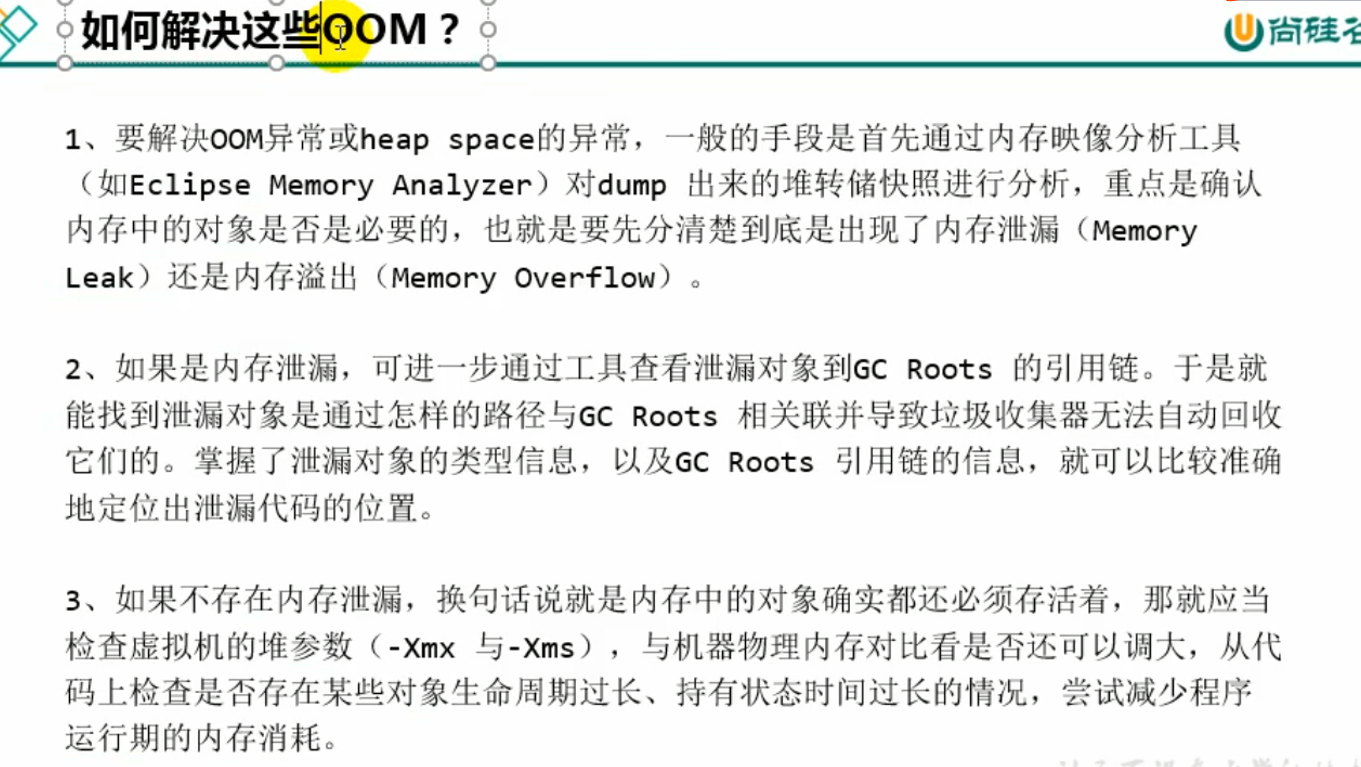 如何解决这些OOM？
尚硅谷
1、要解决OOM异常或heap space的异常，一般的手段是首先通过内存映像分析工具
（如Eclipse Memory Analyzer）对dump 出来的堆转储快照进行分析，重点是确认
内存中的对象是否是必要的，也就是要先分清楚到底是出现了内存泄漏（Memory
Leak）还是内存溢出（Memory Overflow）。
2、如果是内存泄漏，可进一步通过工具查看泄漏对象到GC Roots 的引用链。于是就
能找到泄漏对象是通过怎样的路径与GC Roots 相关联并导致垃圾收集器无法自动回收
它们的。掌握了泄漏对象的类型信息，以及GC Roots 引用链的信息，就可以比较准确
地定位出泄漏代码的位置。
3、如果不存在内存泄漏，换句话说就是内存中的对象确实都还必须存活着，那就应当
检查虚拟机的堆参数（-Xmx 与-Xms），与机器物理内存对比看是否还可以调大，从代
码上检查是否存在某些对象生命周期过长、持有状态时间过长的情况，尝试减少程序
运行期的内存消耗。